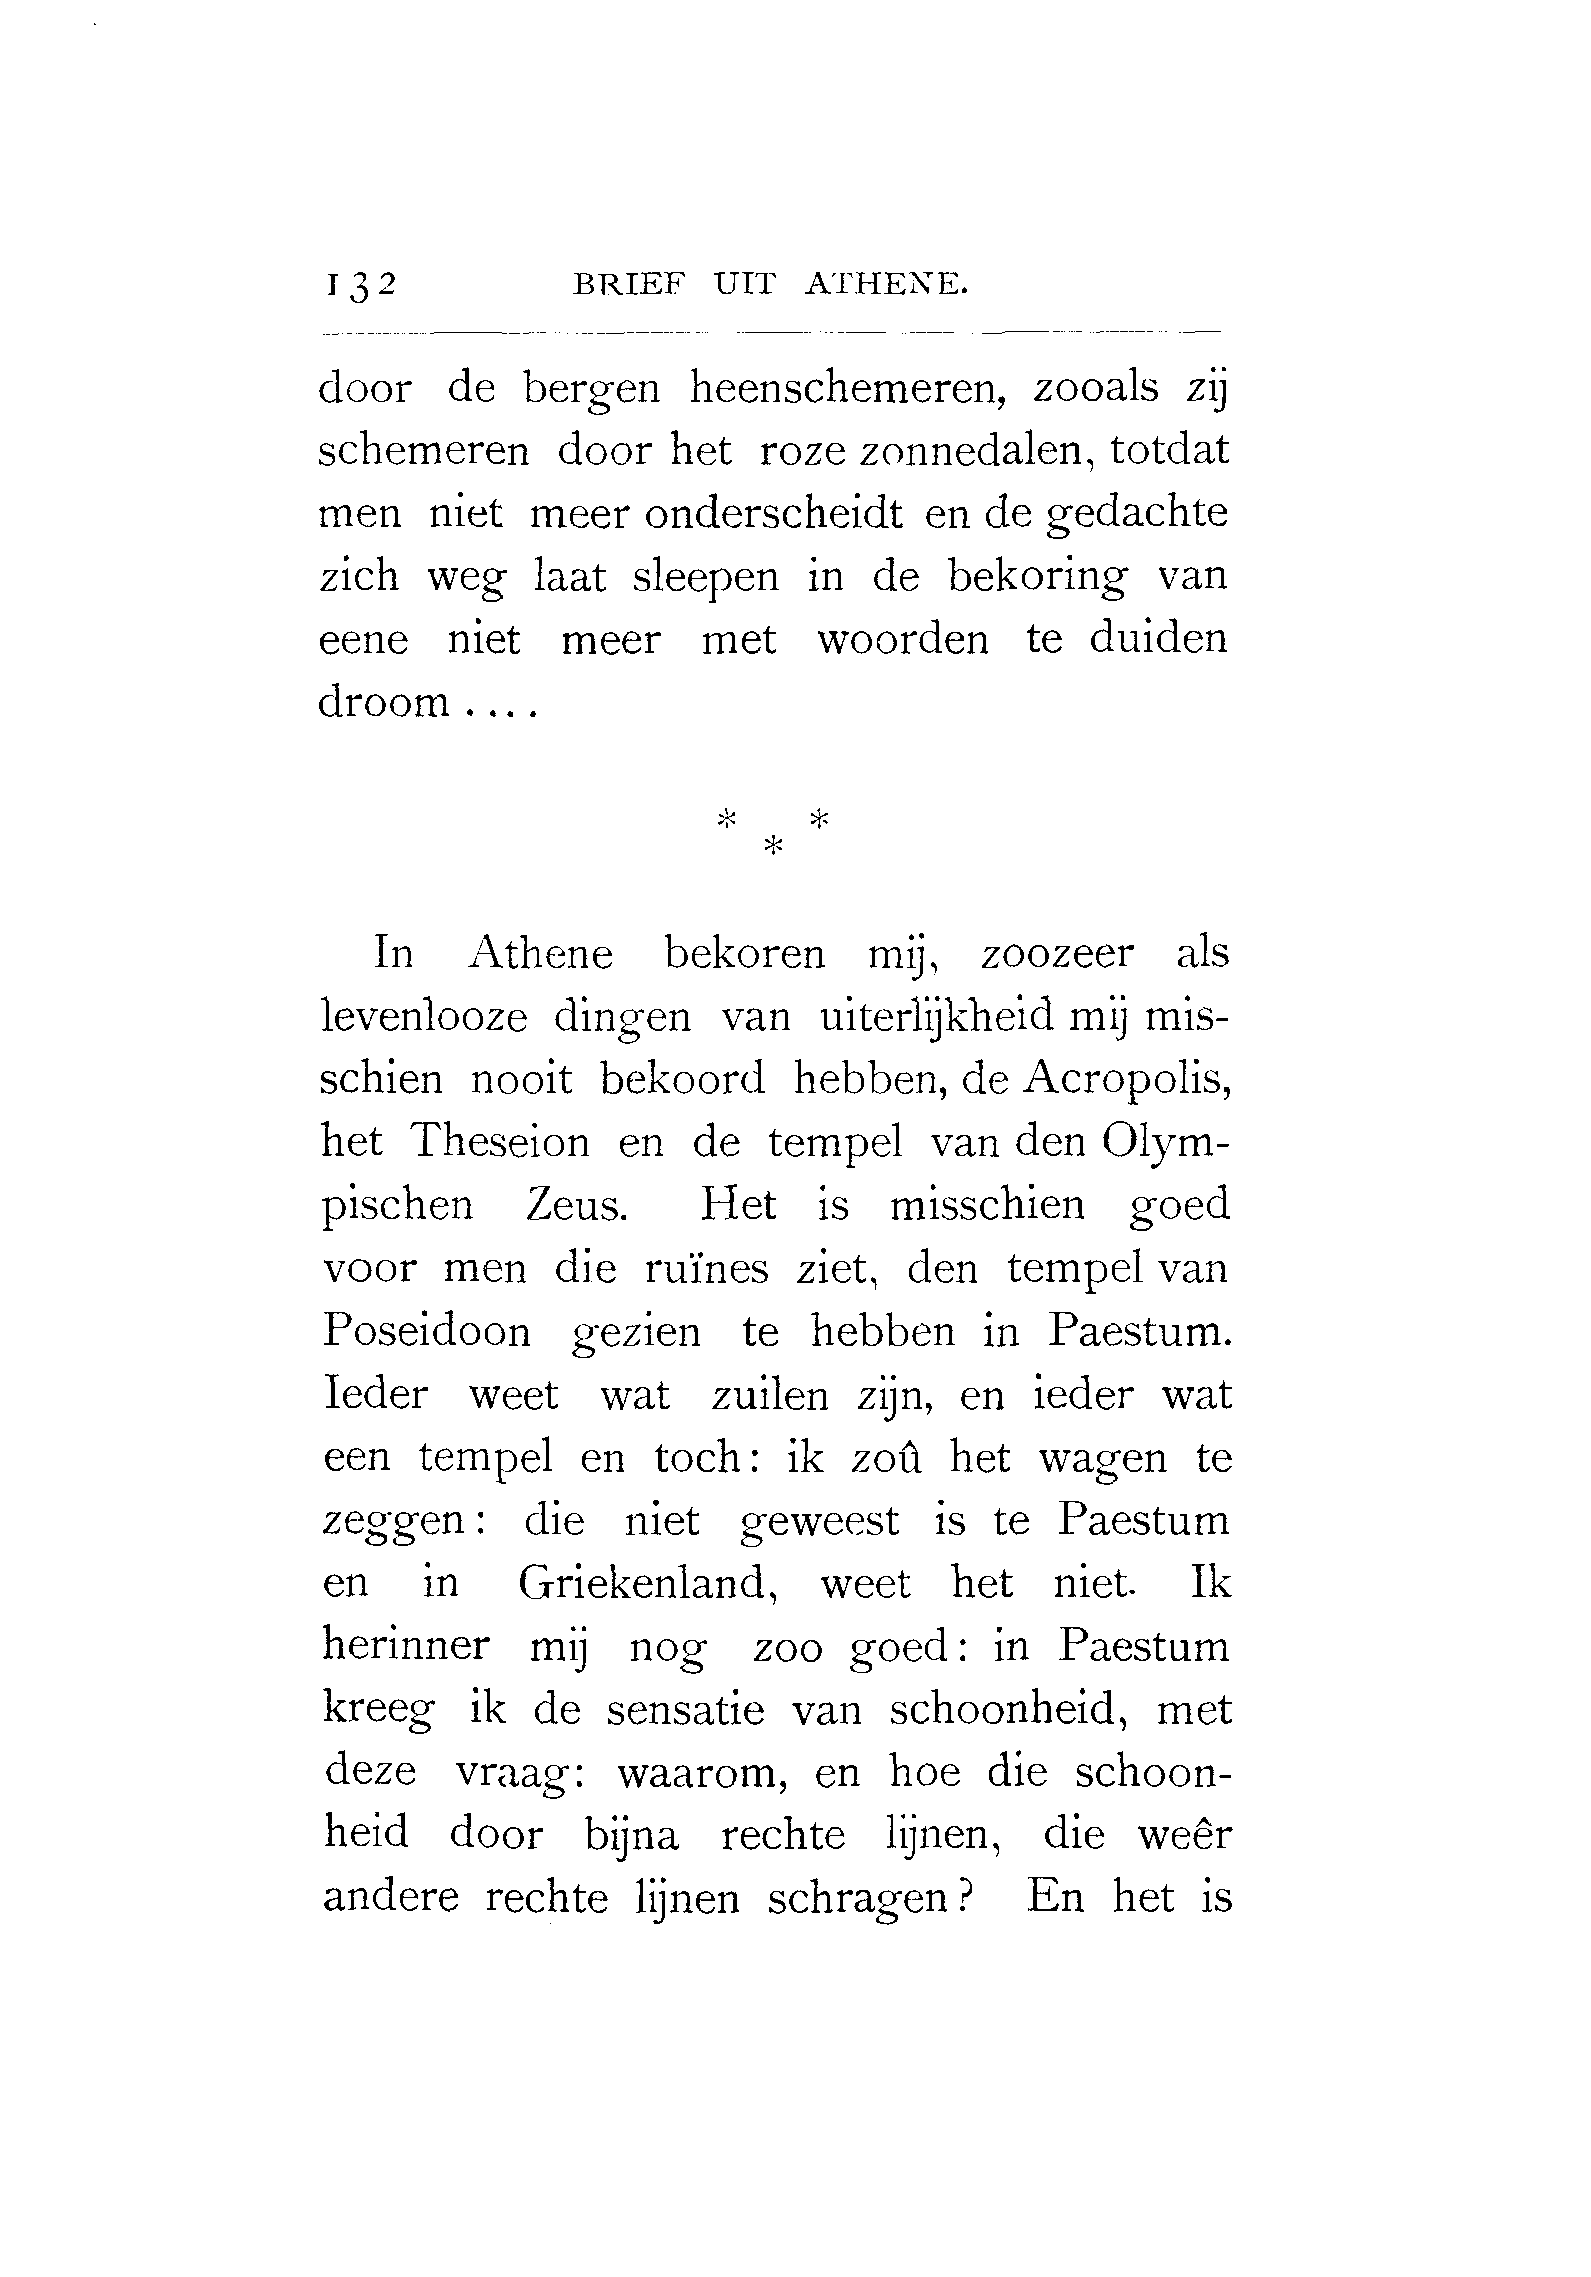 132 BRIEF UIT ATHENE.
door de bergen heenschemeren, zooals zij
schemeren door het roze zonnedalen, totdat
men niet meer onderscheidt en de gedachte
zich weg laat sleepen in de bekoring van
eene niet meer met woorden te duiden
droom ....
* * *
In Athene bekoren mij, zoozeer als
levenlooze dingen van uiterlijkheid mij mis-
schien nooit bekoord hebben, de Acropolis,
het Theseion en de tempel van den Olym-
pischen Zeus. Het is misschien goed
voor men die ruïnes ziet, den tempel van
Poseidoon gezien te hebben in Paestum.
Ieder weet wat zuilen zijn, en ieder wat
een tempel en toch: ik zoû het wagen te
zeggen: die niet geweest is te Paestum
en in Griekenland, weet het niet. Ik
herinner mij nog zoo goed: in Paestum
kreeg ik de sensatie van schoonheid, met
deze vraag: waarom, en hoe die schoon-
heid door bijna rechte lijnen, die weêr
andere rechte lijnen schragen? En het is